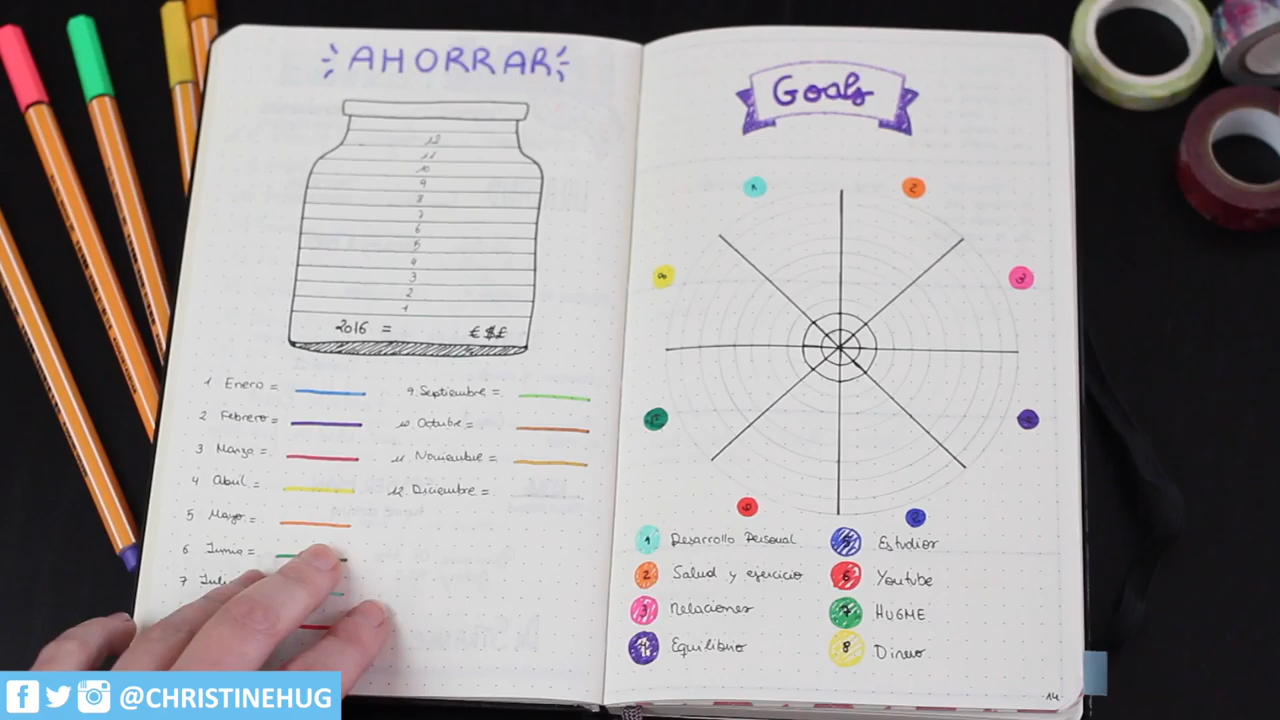 AHORRAR
12
11
10
9
8
7
6
5
4
3
2
1
2016 = € $ £
1 Enero =
2 Febrero =
3 Marzo =
4 Abril =
5 Mayo =
6 Junio =
7 Julio
9. Septiembre =
10 Octubre =
11. Noviembre =
12. Diciembre =
Goals
1
2
8
3
6
1 Desarrollo Personal
2 Salud y ejercicio
3 Relaciones
4 Equilibrio
5 Estudios
6 Youtube
7 HUGME
8 Dinero
14
@CHRISTINEHUG